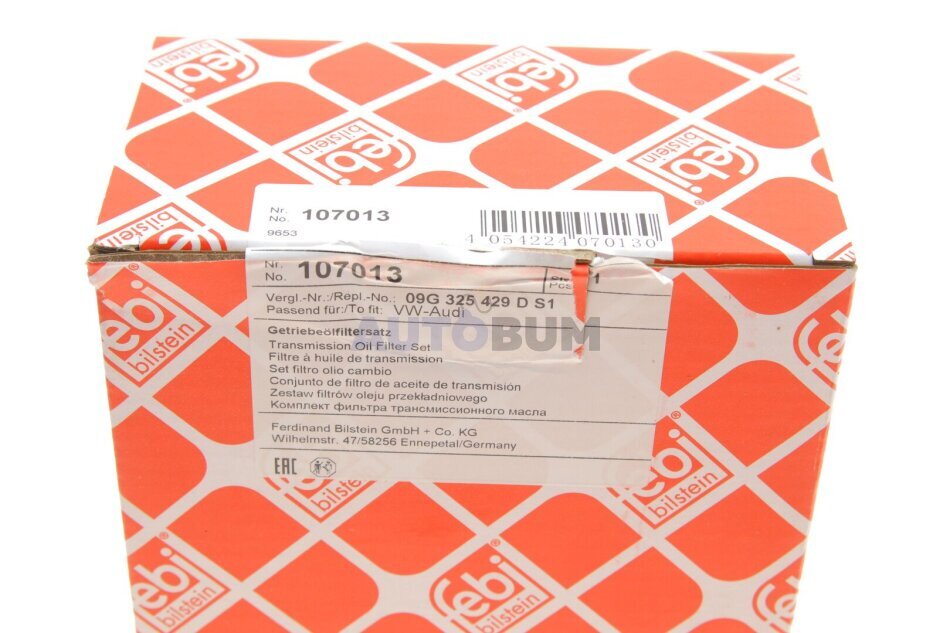 febi
bilstein
Nr.
No. 107013
9653
4 054224 070130
Nr.
No. 107013
Vergl.-Nr.:/Repl.-No.: 09G 325 429 D S1
Passend für:/To fit: VW-Audi
AUTOBUM
Getriebeölfiltersatz
Transmission Oil Filter Set
Filtre à huile de transmission
Set filtro olio cambio
Conjunto de filtro de aceite de transmisión
Zestaw filtrów oleju przekładniowego
Комплект фильтра трансмиссионного масла
Ferdinand Bilstein GmbH + Co. KG
Wilhelmstr. 47/58256 Ennepetal/Germany
EAC